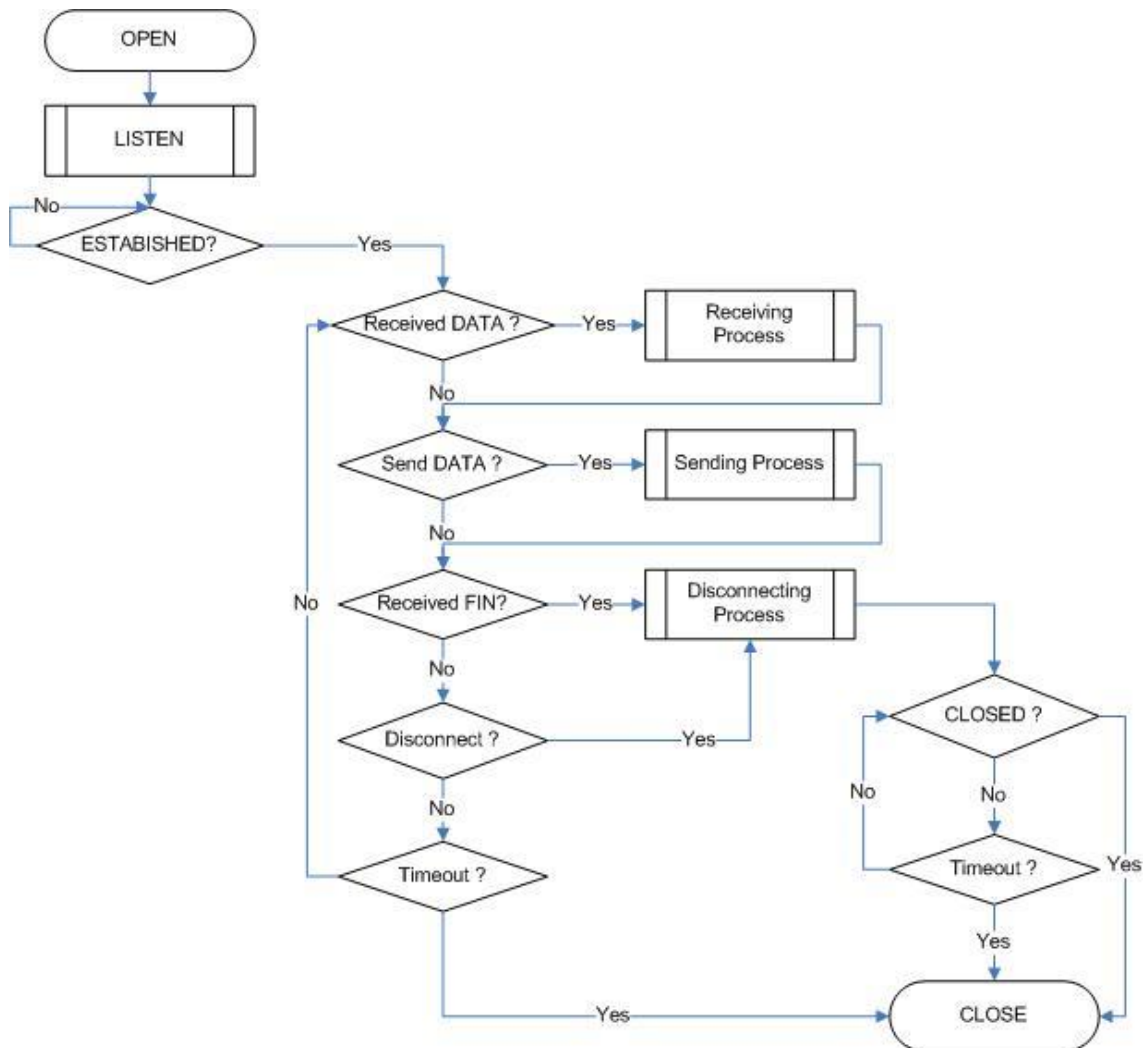 OPEN
LISTEN
No
ESTABISHED?
Yes
Received DATA ?
Yes
Receiving
Process
No
Send DATA ?
Yes
Sending Process
No
No
Received FIN?
Yes
Disconnecting
Process
No
Disconnect ?
Yes
CLOSED ?
No
No
No
Timeout ?
Timeout ?
Yes
Yes
Yes
CLOSE